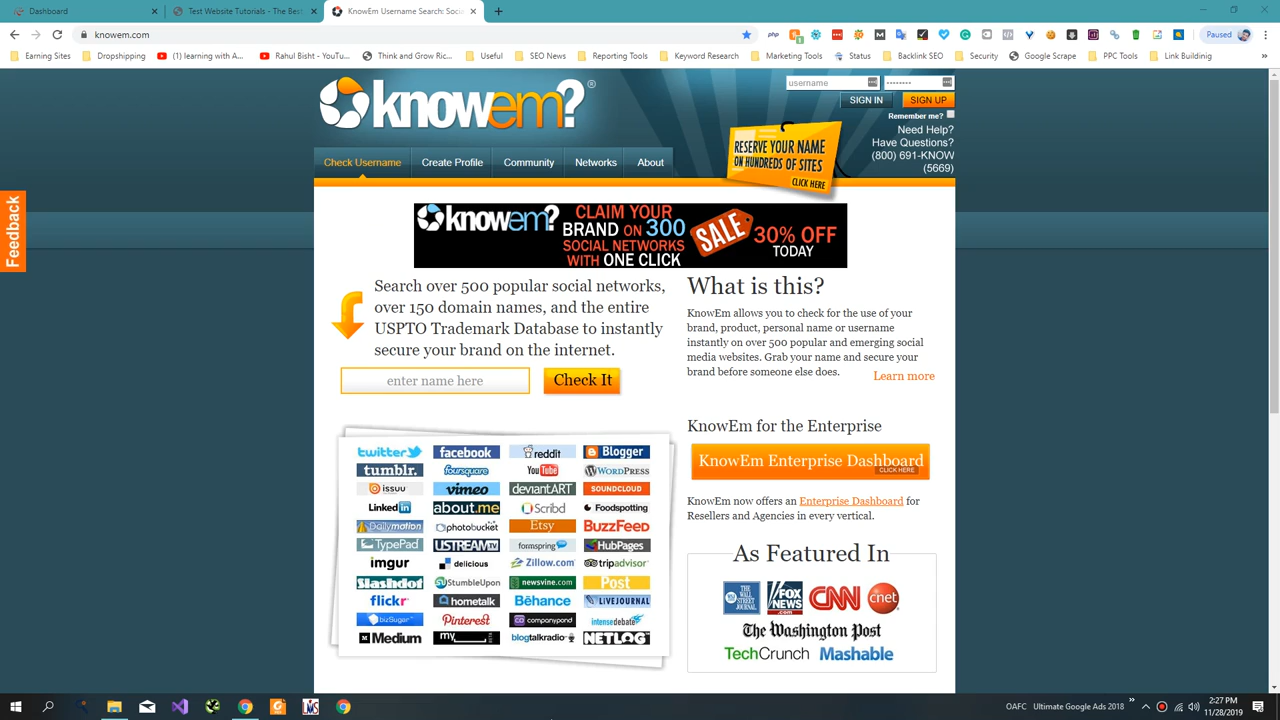 Dashboard
Test Website Tutorials - The Best
KnowEm Username Search: Soci
knowem.com
php
Paused
Earning Sites
Dropshipping
(1) learning with A...
Rahul Bisht - YouTu...
Think and Grow Ric...
SEO News
Useful
Reporting Tools
Keyword Research
Marketing Tools
Status
Backlink SEO
Security
Google Scrape
PPC Tools
Link Building
knowem?®
username
--------
SIGN IN
SIGN UP
Remember me?
Need Help?
Have Questions?
(800) 691-KNOW
(5669)
RESERVE YOUR NAME
ON HUNDREDS OF SITES
CLICK HERE
Check Username
Create Profile
Community
Networks
About
Feedback
knowem?
CLAIM YOUR
BRAND ON 300
SOCIAL NETWORKS
WITH ONE CLICK
SALE
30% OFF
TODAY
Search over 500 popular social networks,
over 150 domain names, and the entire
USPTO Trademark Database to instantly
secure your brand on the internet.
enter name here
Check It
What is this?
KnowEm allows you to check for the use of your
brand, product, personal name or username
instantly on over 500 popular and emerging social
media websites. Grab your name and secure your
brand before someone else does.
Learn more
KnowEm for the Enterprise
KnowEm Enterprise Dashboard
CLICK HERE
KnowEm now offers an Enterprise Dashboard for
Resellers and Agencies in every vertical.
twitter facebook reddit Blogger
tumblr. foursquare YouTube WORDPRESS
issuu vimeo deviantART SOUNDCLOUD
LinkedIn about.me Scribd Foodspotting
Dailymotion photobucket Etsy BuzzFeed
TypePad USTREAM TV formspring HubPages
imgur delicious Zillow.com tripadvisor
Slashdot StumbleUpon newsvine.com Post
flickr hometalk Bēhance LIVEJOURNAL
bizSugar Pinterest companypond intensedebate
Medium my blogtalkradio NETLOG
As Featured In
THE WALL STREET JOURNAL
FOX NEWS .com
CNN
cnet
The Washington Post
TechCrunch
Mashable
OAFC
Ultimate Google Ads 2018
2:27 PM
11/28/2019